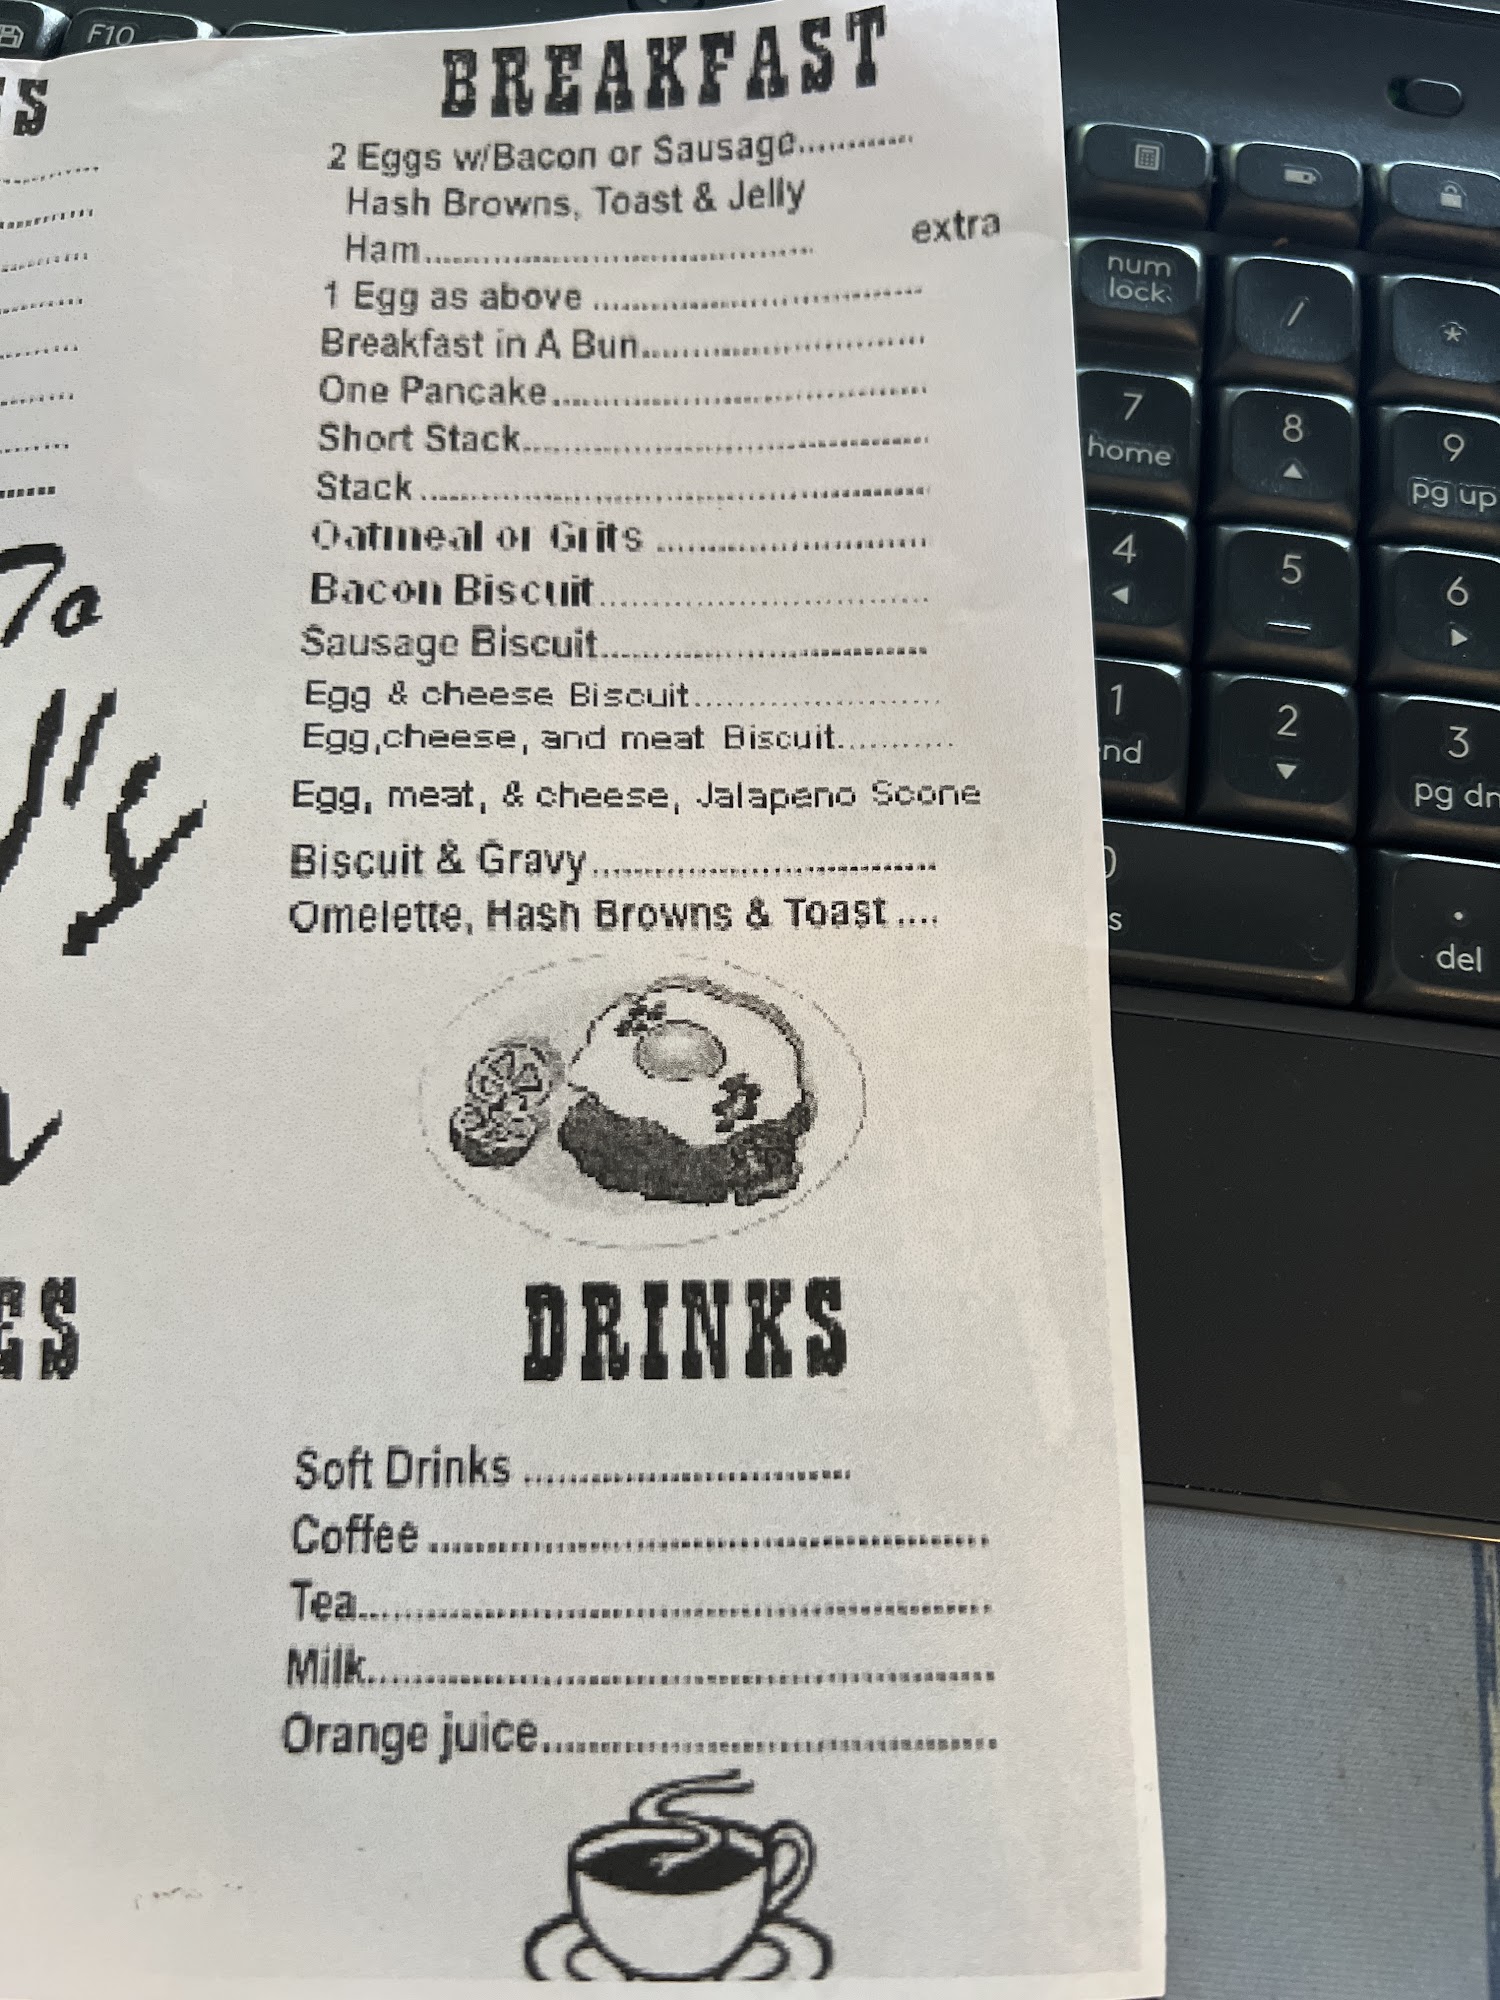 BREAKFAST
2 Eggs w/Bacon or Sausage............
Hash Browns, Toast & Jelly
Ham........................................ extra
1 Egg as above ..................................
Breakfast in A Bun.............................
One Pancake......................................
Short Stack.........................................
Stack ...................................................
Oatmeal or Grits ...........................
Bacon Biscuit.................................
Sausage Biscuit.................................
Egg & cheese Biscuit.......................
Egg,cheese, and meat Biscuit...........
Egg, meat, & cheese, Jalapeno Scone
Biscuit & Gravy..................................
Omelette, Hash Browns & Toast ....
DRINKS
Soft Drinks ................................
Coffee ........................................................
Tea...............................................................
Milk..............................................................
Orange juice..............................................
To
F10
num
lock
/
*
7
home
8
9
pg up
4
5
6
1
2
3
pg dn
.
del